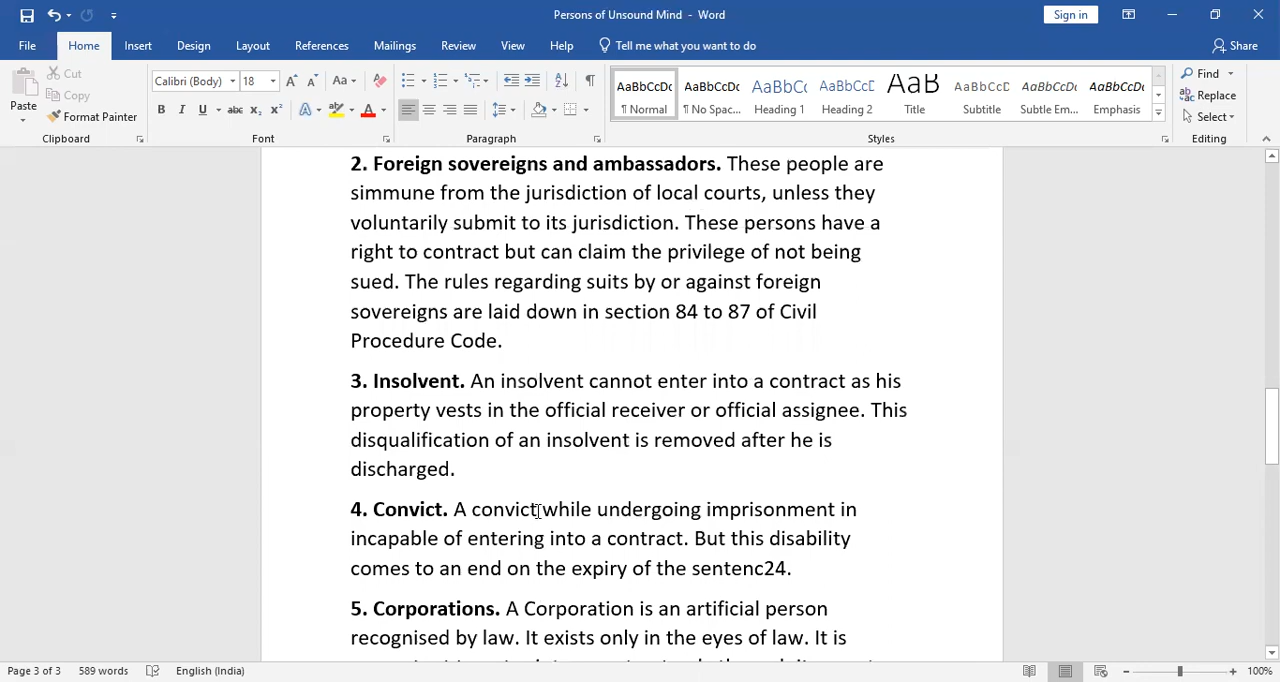 Persons of Unsound Mind - Word
Sign in
File Home Insert Design Layout References Mailings Review View Help Tell me what you want to do Share
Paste
Cut
Copy
Format Painter
Clipboard
Calibri (Body) 18
Font
Paragraph
AaBbCcDc AaBbCcDc AaBbCc AaBbCcD AaB AaBbCcD AaBbCcDc AaBbCcDc
¶ Normal ¶ No Spac... Heading 1 Heading 2 Title Subtitle Subtle Em... Emphasis
Styles
Find
Replace
Select
Editing
2. Foreign sovereigns and ambassadors. These people are
simmune from the jurisdiction of local courts, unless they
voluntarily submit to its jurisdiction. These persons have a
right to contract but can claim the privilege of not being
sued. The rules regarding suits by or against foreign
sovereigns are laid down in section 84 to 87 of Civil
Procedure Code.
3. Insolvent. An insolvent cannot enter into a contract as his
property vests in the official receiver or official assignee. This
disqualification of an insolvent is removed after he is
discharged.
4. Convict. A convict while undergoing imprisonment in
incapable of entering into a contract. But this disability
comes to an end on the expiry of the sentenc24.
5. Corporations. A Corporation is an artificial person
recognised by law. It exists only in the eyes of law. It is
Page 3 of 3 589 words English (India) 100%